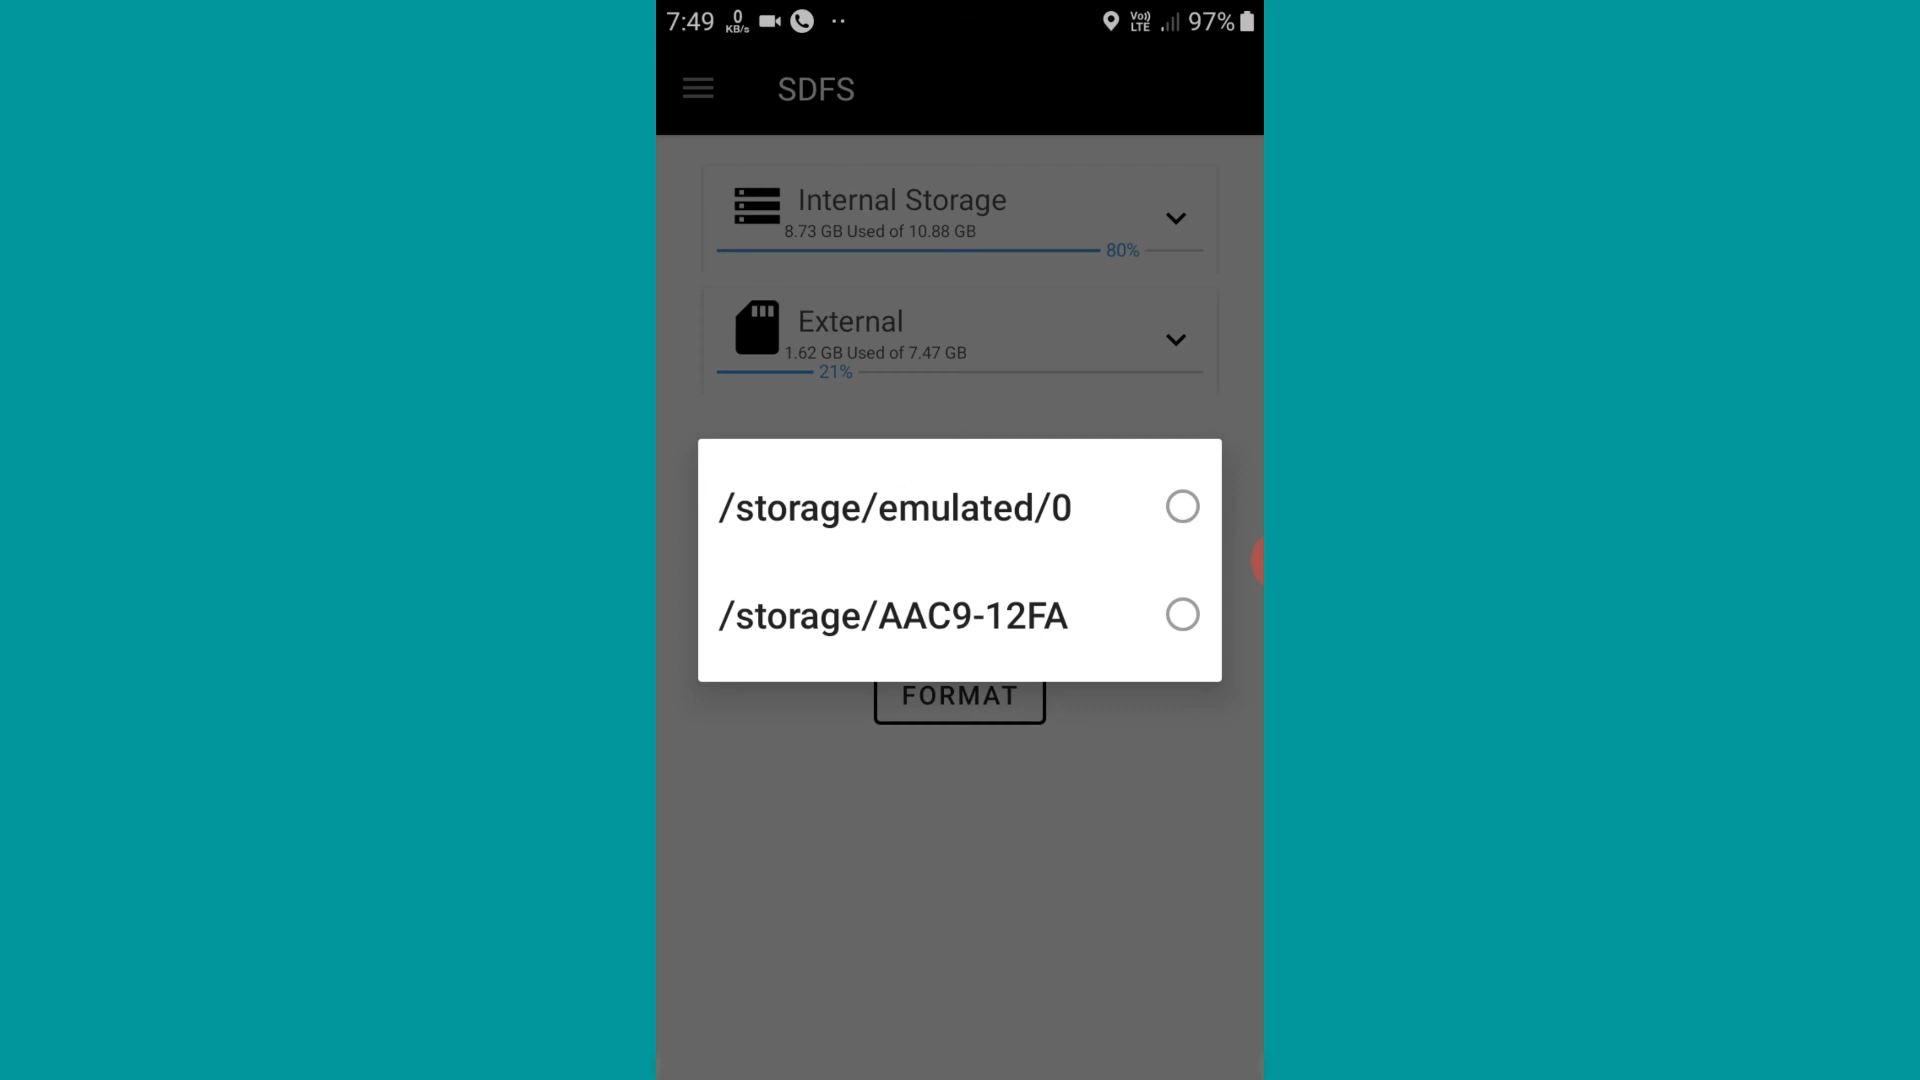 7:49 0 KB/s Vo)) LTE 97%
SDFS
Internal Storage
8.73 GB Used of 10.88 GB
80%
External
1.62 GB Used of 7.47 GB
21%
/storage/emulated/0
/storage/AAC9-12FA
FORMAT